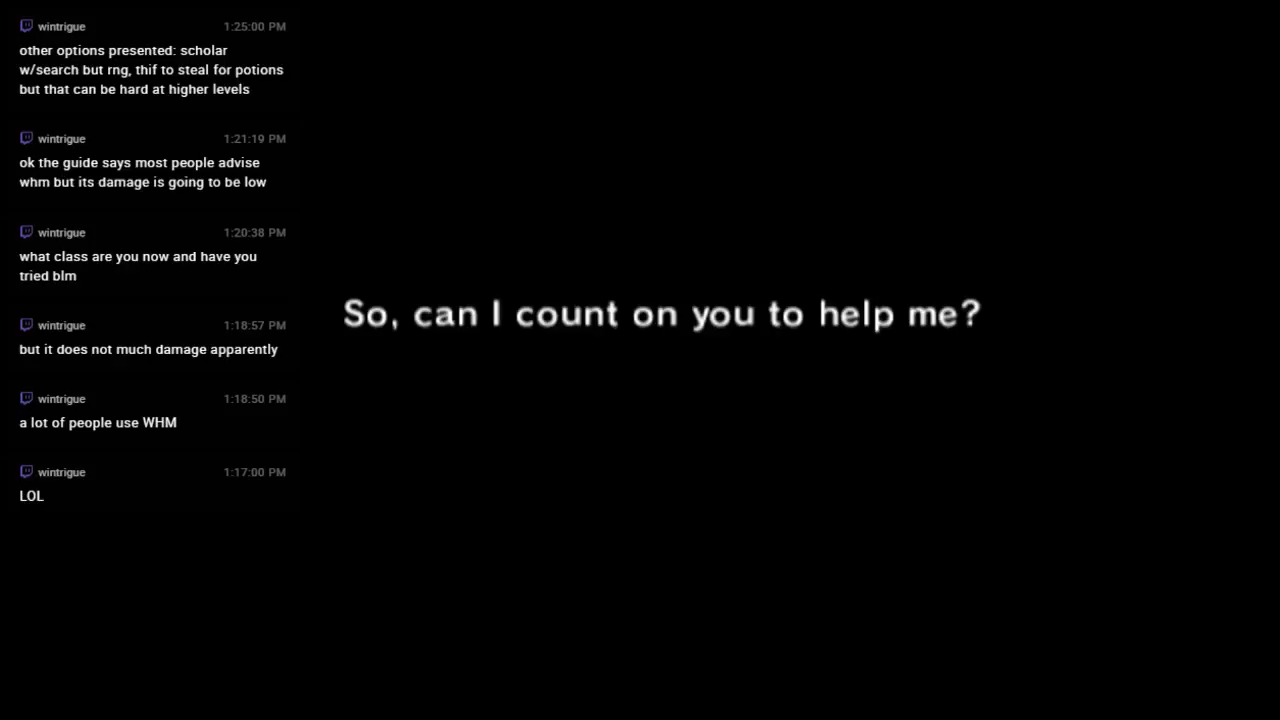 wintrigue 1:25:00 PM
other options presented: scholar
w/search but rng, thif to steal for potions
but that can be hard at higher levels
wintrigue 1:21:19 PM
ok the guide says most people advise
whm but its damage is going to be low
wintrigue 1:20:38 PM
what class are you now and have you
tried blm
wintrigue 1:18:57 PM
but it does not much damage apparently
wintrigue 1:18:50 PM
a lot of people use WHM
wintrigue 1:17:00 PM
LOL
So, can I count on you to help me?